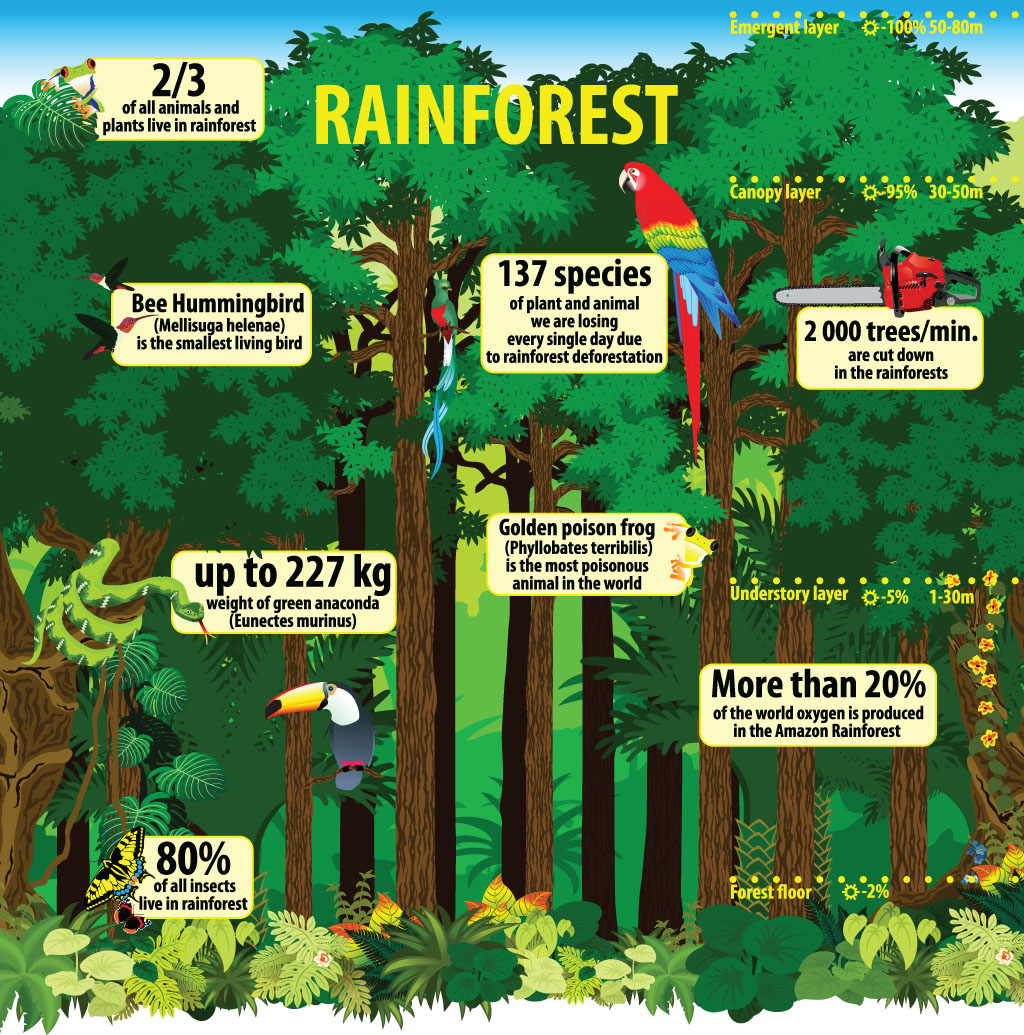 Emergent layer -100% 50-80m
2/3
of all animals and
plants live in rainforest
RAINFOREST
Canopy layer -95% 30-50m
137 species
of plant and animal
we are losing
every single day due
to rainforest deforestation
Bee Hummingbird
(Mellisuga helenae)
is the smallest living bird
2 000 trees/min.
are cut down
in the rainforests
Golden poison frog
(Phyllobates terribilis)
is the most poisonous
animal in the world
up to 227 kg
weight of green anaconda
(Eunectes murinus)
Understory layer -5% 1-30m
More than 20%
of the world oxygen is produced
in the Amazon Rainforest
80%
of all insects
live in rainforest
Forest floor -2%